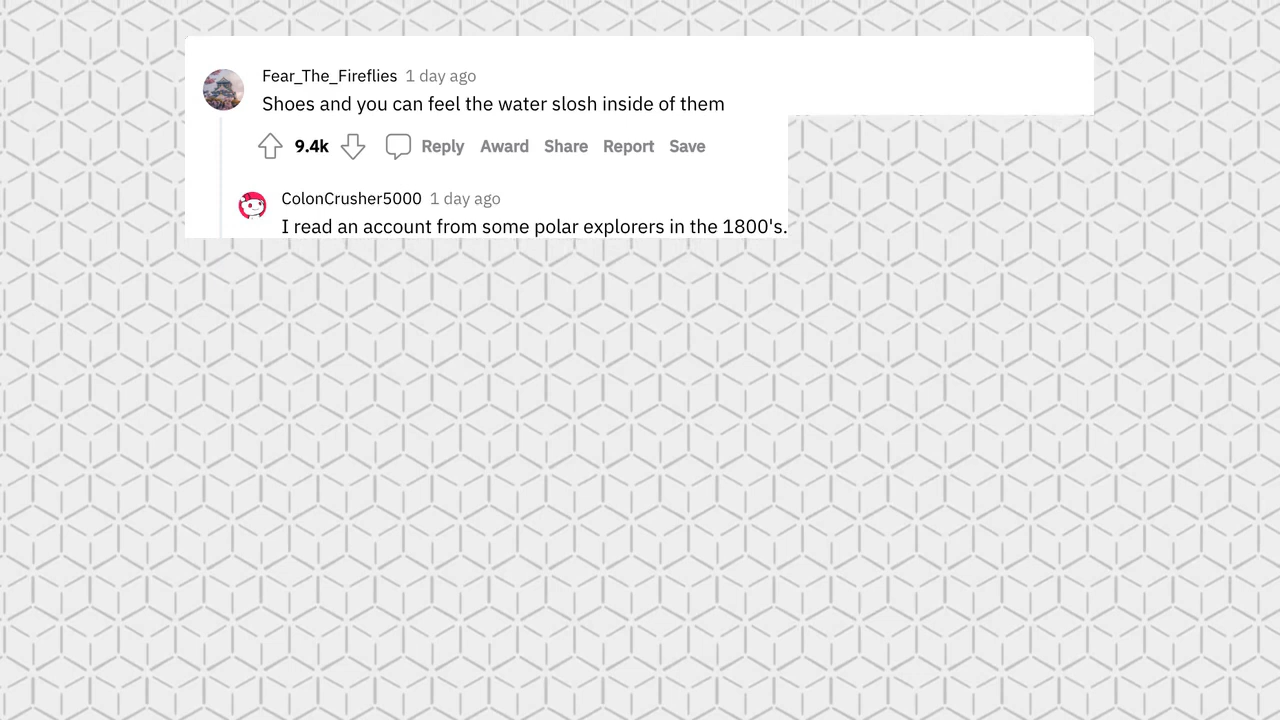 Fear_The_Fireflies 1 day ago
Shoes and you can feel the water slosh inside of them
9.4k Reply Award Share Report Save
ColonCrusher5000 1 day ago
I read an account from some polar explorers in the 1800's.